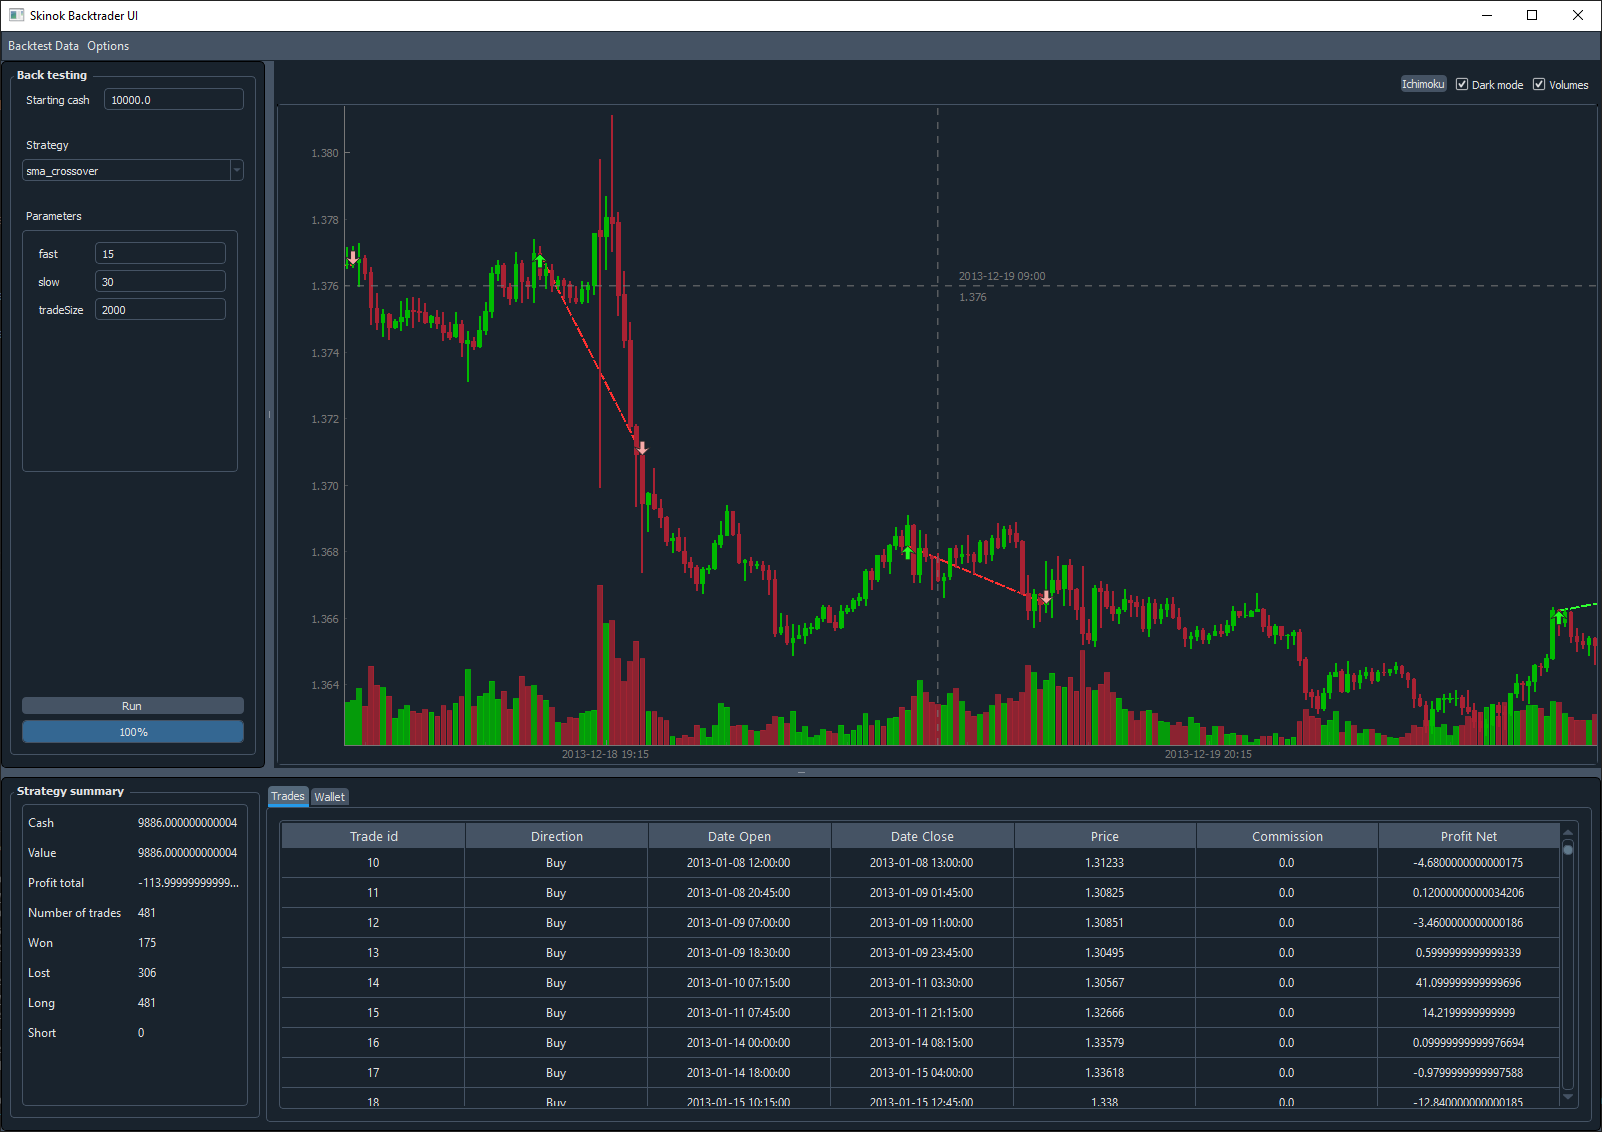 Skinok Backtrader UI
Backtest Data Options
Back testing
Starting cash 10000.0
Strategy
sma_crossover
Parameters
fast 15
slow 30
tradeSize 2000
Run
100%
Ichimoku Dark mode Volumes
1.380
1.378
1.376
1.374
1.372
1.370
1.368
1.366
1.364
2013-12-19 09:00
1.376
2013-12-18 19:15 2013-12-19 20:15
Strategy summary
Cash 9886.000000000004
Value 9886.000000000004
Profit total -113.99999999999...
Number of trades 481
Won 175
Lost 306
Long 481
Short 0
Trades Wallet
Trade id Direction Date Open Date Close Price Commission Profit Net
10 Buy 2013-01-08 12:00:00 2013-01-08 13:00:00 1.31233 0.0 -4.6800000000000175
11 Buy 2013-01-08 20:45:00 2013-01-09 01:45:00 1.30825 0.0 0.12000000000034206
12 Buy 2013-01-09 07:00:00 2013-01-09 11:00:00 1.30851 0.0 -3.4600000000000186
13 Buy 2013-01-09 18:30:00 2013-01-09 23:45:00 1.30495 0.0 0.5999999999999339
14 Buy 2013-01-10 07:15:00 2013-01-11 03:30:00 1.30567 0.0 41.099999999999696
15 Buy 2013-01-11 07:45:00 2013-01-11 21:15:00 1.32666 0.0 14.2199999999999
16 Buy 2013-01-14 00:00:00 2013-01-14 08:15:00 1.33579 0.0 0.09999999999976694
17 Buy 2013-01-14 18:00:00 2013-01-15 04:00:00 1.33618 0.0 -0.9799999999997588
18 Buy 2013-01-15 10:15:00 2013-01-15 12:45:00 1.338 0.0 -12.840000000000185